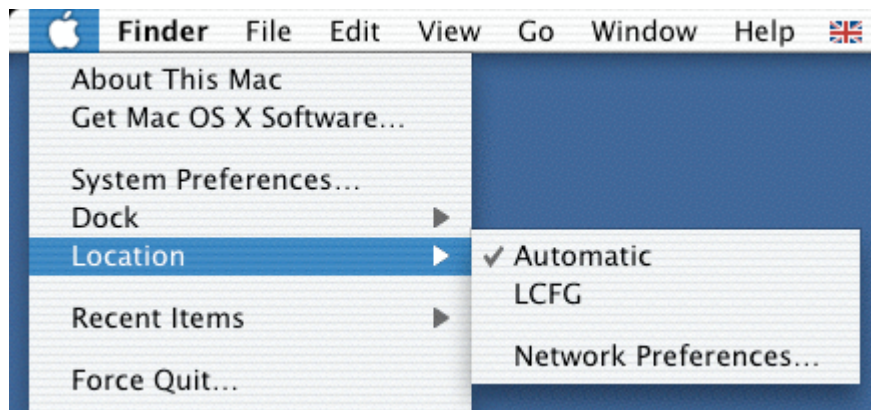 Finder File Edit View Go Window Help
About This Mac
Get Mac OS X Software...
System Preferences...
Dock
Location
Automatic
LCFG
Network Preferences...
Recent Items
Force Quit...